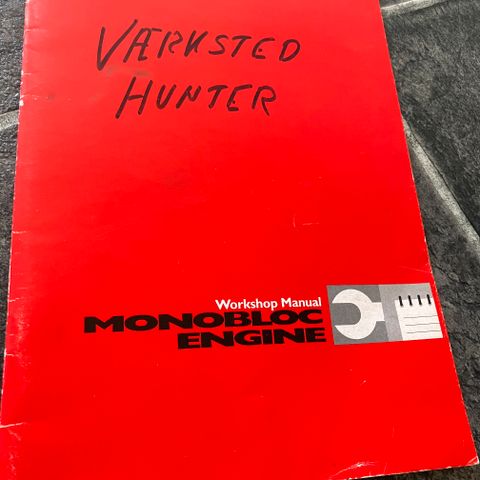 VÆRKSTED
HUNTER
Workshop Manual
MONOBLOC
ENGINE